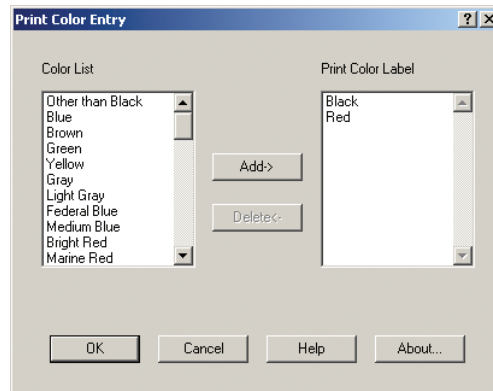 Print Color Entry
Color List
Print Color Label
Other than Black
Blue
Brown
Green
Yellow
Gray
Light Gray
Federal Blue
Medium Blue
Bright Red
Marine Red
Add->
Delete<-
Black
Red
OK
Cancel
Help
About...